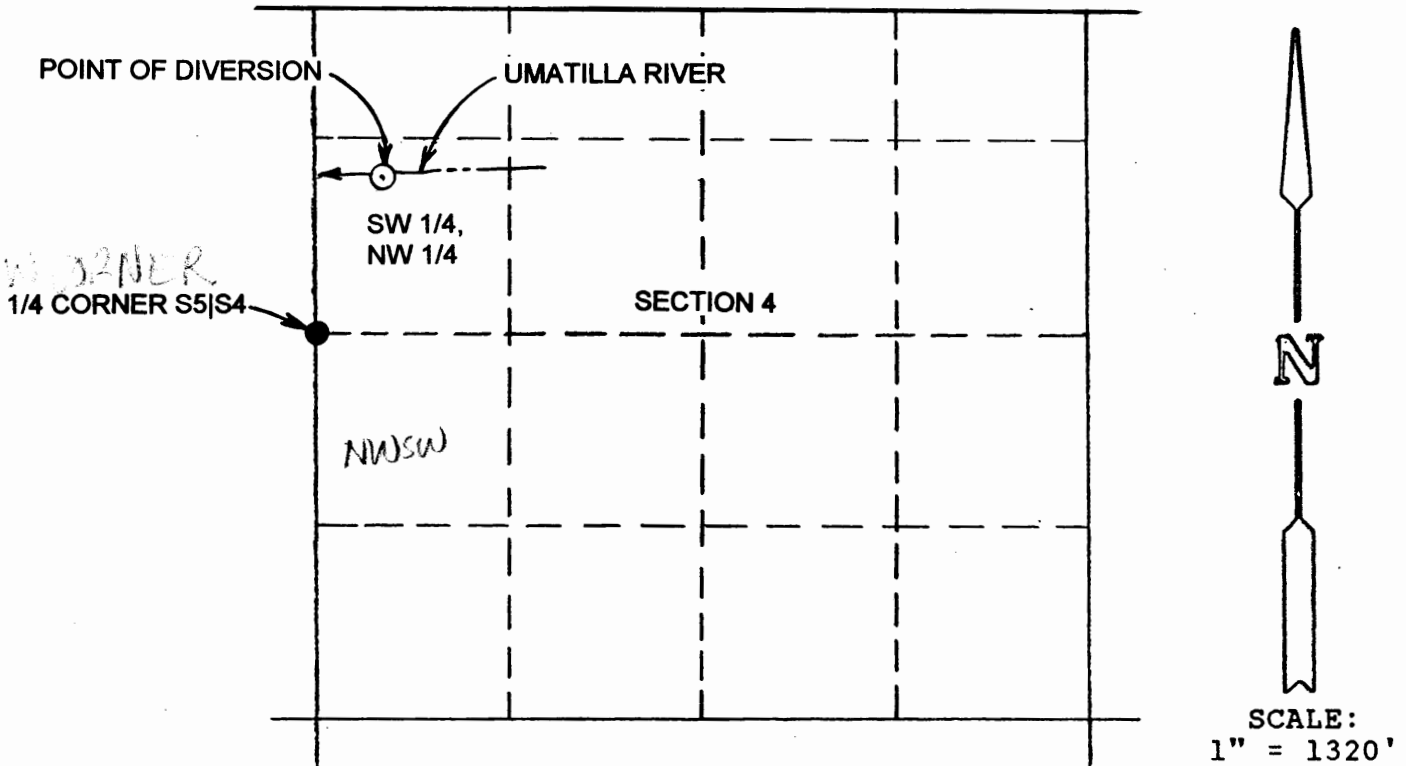 POINT OF DIVERSION
UMATILLA RIVER
SW 1/4,
NW 1/4
1/4 CORNER S5|S4
SECTION 4
NWSW
N
SCALE:
1" = 1320'